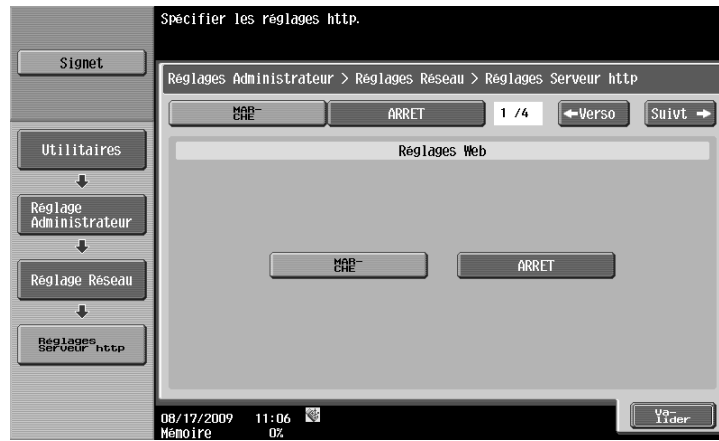 Spécifier les réglages http.
Signet
Réglages Administrateur > Réglages Réseau > Réglages Serveur http
MAR-
CHE
ARRET
1 /4
←Verso
Suivt →
Utilitaires
Réglages Web
Réglage
Administrateur
MAR-
CHE
ARRET
Réglage Réseau
Réglages
Serveur http
08/17/2009 11:06
Mémoire 0%
Va-
lider